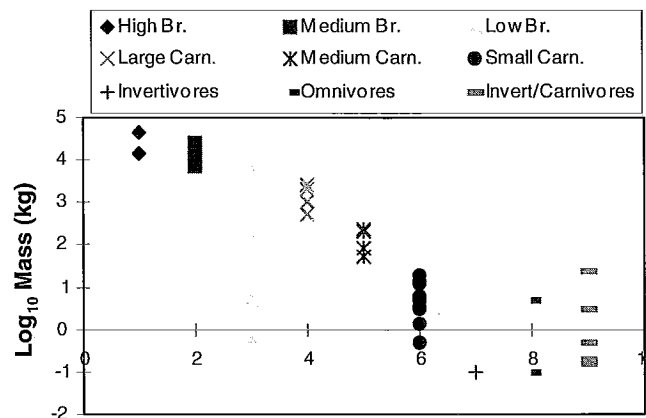 High Br. Medium Br. Low Br.
Large Carn. Medium Carn. Small Carn.
Invertivores Omnivores Invert/Carnivores
Log10 Mass (kg)
5
4
3
2
1
0
-1
-2
0 2 4 6 8 1